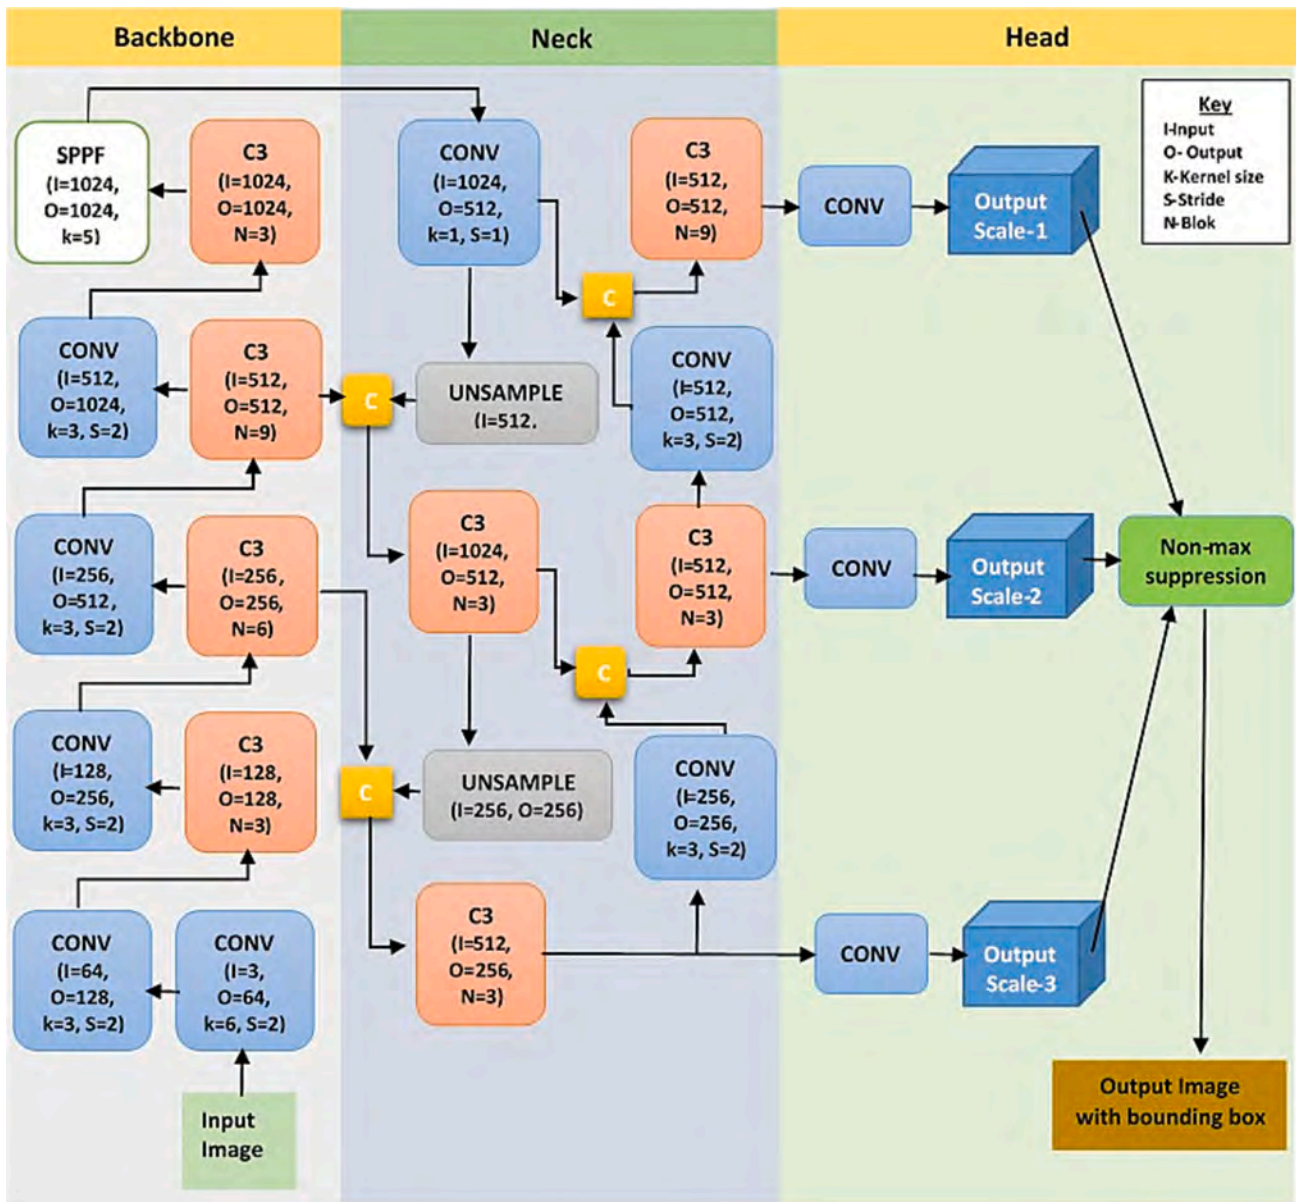 Backbone
Neck
Head
SPPF
(I=1024,
O=1024,
k=5)
C3
(I=1024,
O=1024,
N=3)
CONV
(I=512,
O=1024,
k=3, S=2)
C3
(I=512,
O=512,
N=9)
CONV
(I=256,
O=512,
k=3, S=2)
C3
(I=256,
O=256,
N=6)
CONV
(I=128,
O=256,
k=3, S=2)
C3
(I=128,
O=128,
N=3)
CONV
(I=64,
O=128,
k=3, S=2)
CONV
(I=3,
O=64,
k=6, S=2)
Input
Image
CONV
(I=1024,
O=512,
k=1, S=1)
C3
(I=512,
O=512,
N=9)
C
C
UNSAMPLE
(I=512,
CONV
(I=512,
O=512,
k=3, S=2)
C3
(I=1024,
O=512,
N=3)
C3
(I=512,
O=512,
N=3)
C
C
UNSAMPLE
(I=256, O=256)
CONV
(I=256,
O=256,
k=3, S=2)
C3
(I=512,
O=256,
N=3)
CONV
Output
Scale-1
Key
I-Input
O- Output
K-Kernel size
S-Stride
N-Blok
CONV
Output
Scale-2
Non-max
suppression
CONV
Output
Scale-3
Output Image
with bounding box